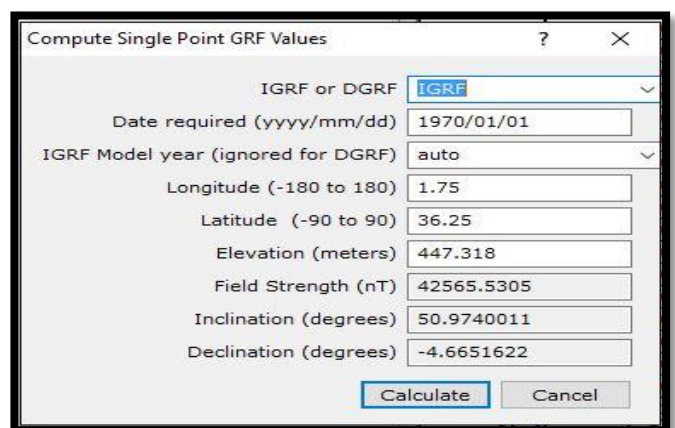 Compute Single Point GRF Values ? ×
IGRF or DGRF IGRF
Date required (yyyy/mm/dd) 1970/01/01
IGRF Model year (ignored for DGRF) auto
Longitude (-180 to 180) 1.75
Latitude (-90 to 90) 36.25
Elevation (meters) 447.318
Field Strength (nT) 42565.5305
Inclination (degrees) 50.9740011
Declination (degrees) -4.6651622
Calculate Cancel